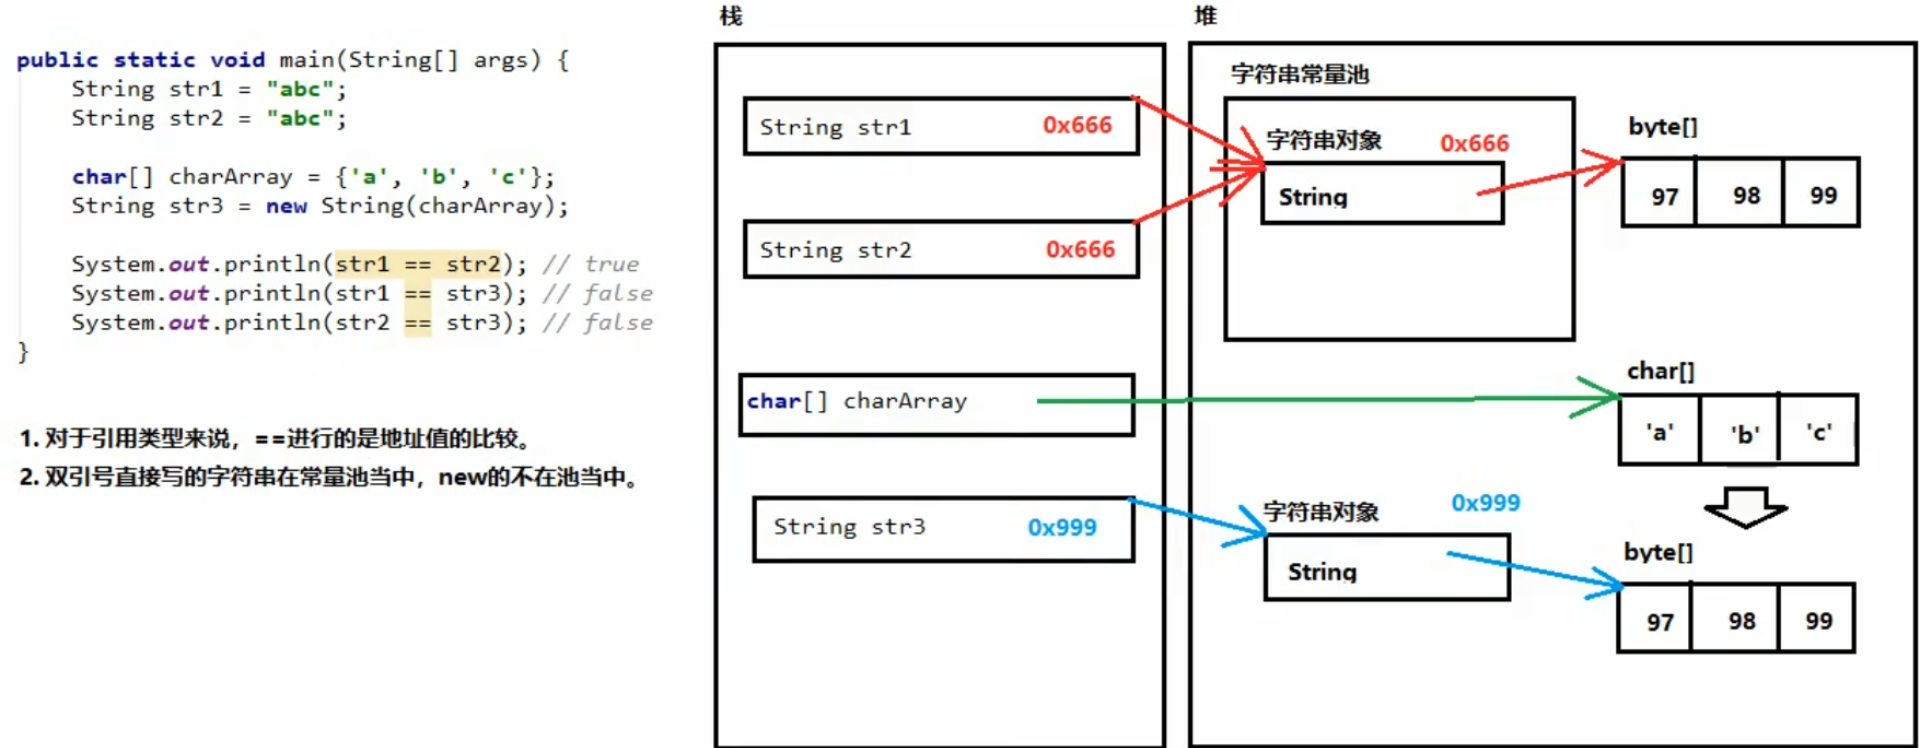 public static void main(String[] args) {
String str1 = "abc";
String str2 = "abc";
char[] charArray = {'a', 'b', 'c'};
String str3 = new String(charArray);
System.out.println(str1 == str2); // true
System.out.println(str1 == str3); // false
System.out.println(str2 == str3); // false
}
1. 对于引用类型来说，==进行的是地址值的比较。
2. 双引号直接写的字符串在常量池当中，new的不在池当中。
栈
String str1 0x666
String str2 0x666
char[] charArray
String str3 0x999
堆
字符串常量池
字符串对象 0x666
String
byte[]
97 98 99
char[]
'a' 'b' 'c'
字符串对象 0x999
String
byte[]
97 98 99